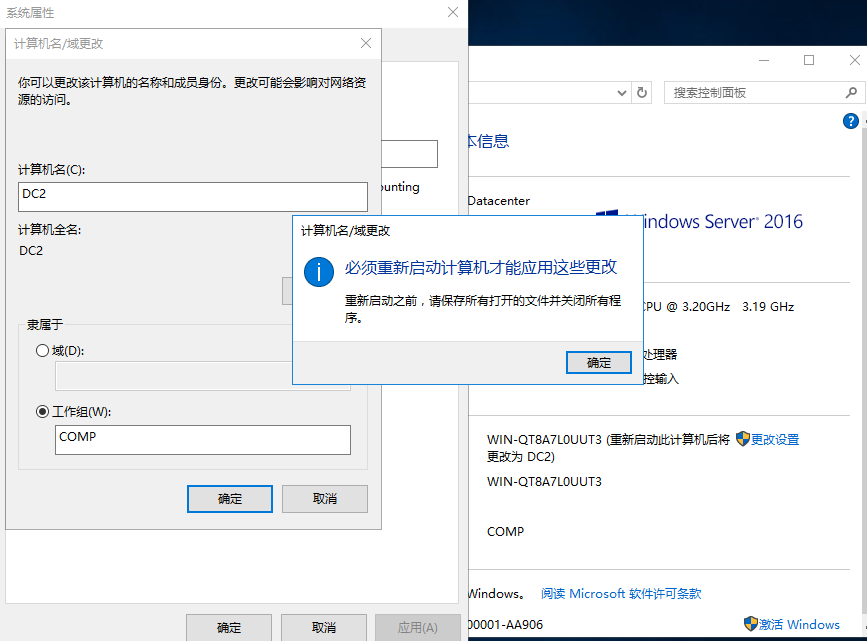 系统属性
计算机名/域更改
你可以更改该计算机的名称和成员身份。更改可能会影响对网络资
源的访问。
计算机名(C):
DC2
计算机全名:
DC2
隶属于
域(D):
工作组(W):
COMP
确定
取消
确定
取消
应用(A)
unting
计算机名/域更改
必须重新启动计算机才能应用这些更改
重新启动之前，请保存所有打开的文件并关闭所有程
序。
确定
搜索控制面板
本信息
Datacenter
Windows Server 2016
CPU @ 3.20GHz 3.19 GHz
处理器
控输入
WIN-QT8A7L0UUT3 (重新启动此计算机后将
更改为 DC2)
更改设置
WIN-QT8A7L0UUT3
COMP
Windows。 阅读 Microsoft 软件许可条款
00001-AA906
激活 Windows